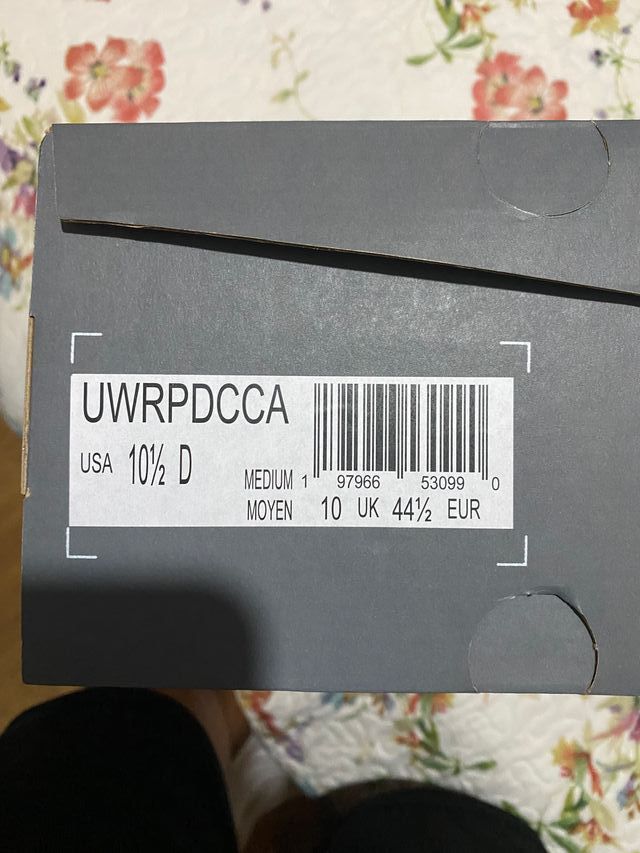 UWRPDCCA
USA 10½ D
MEDIUM 1 97966 53099 0
MOYEN 10 UK 44½ EUR